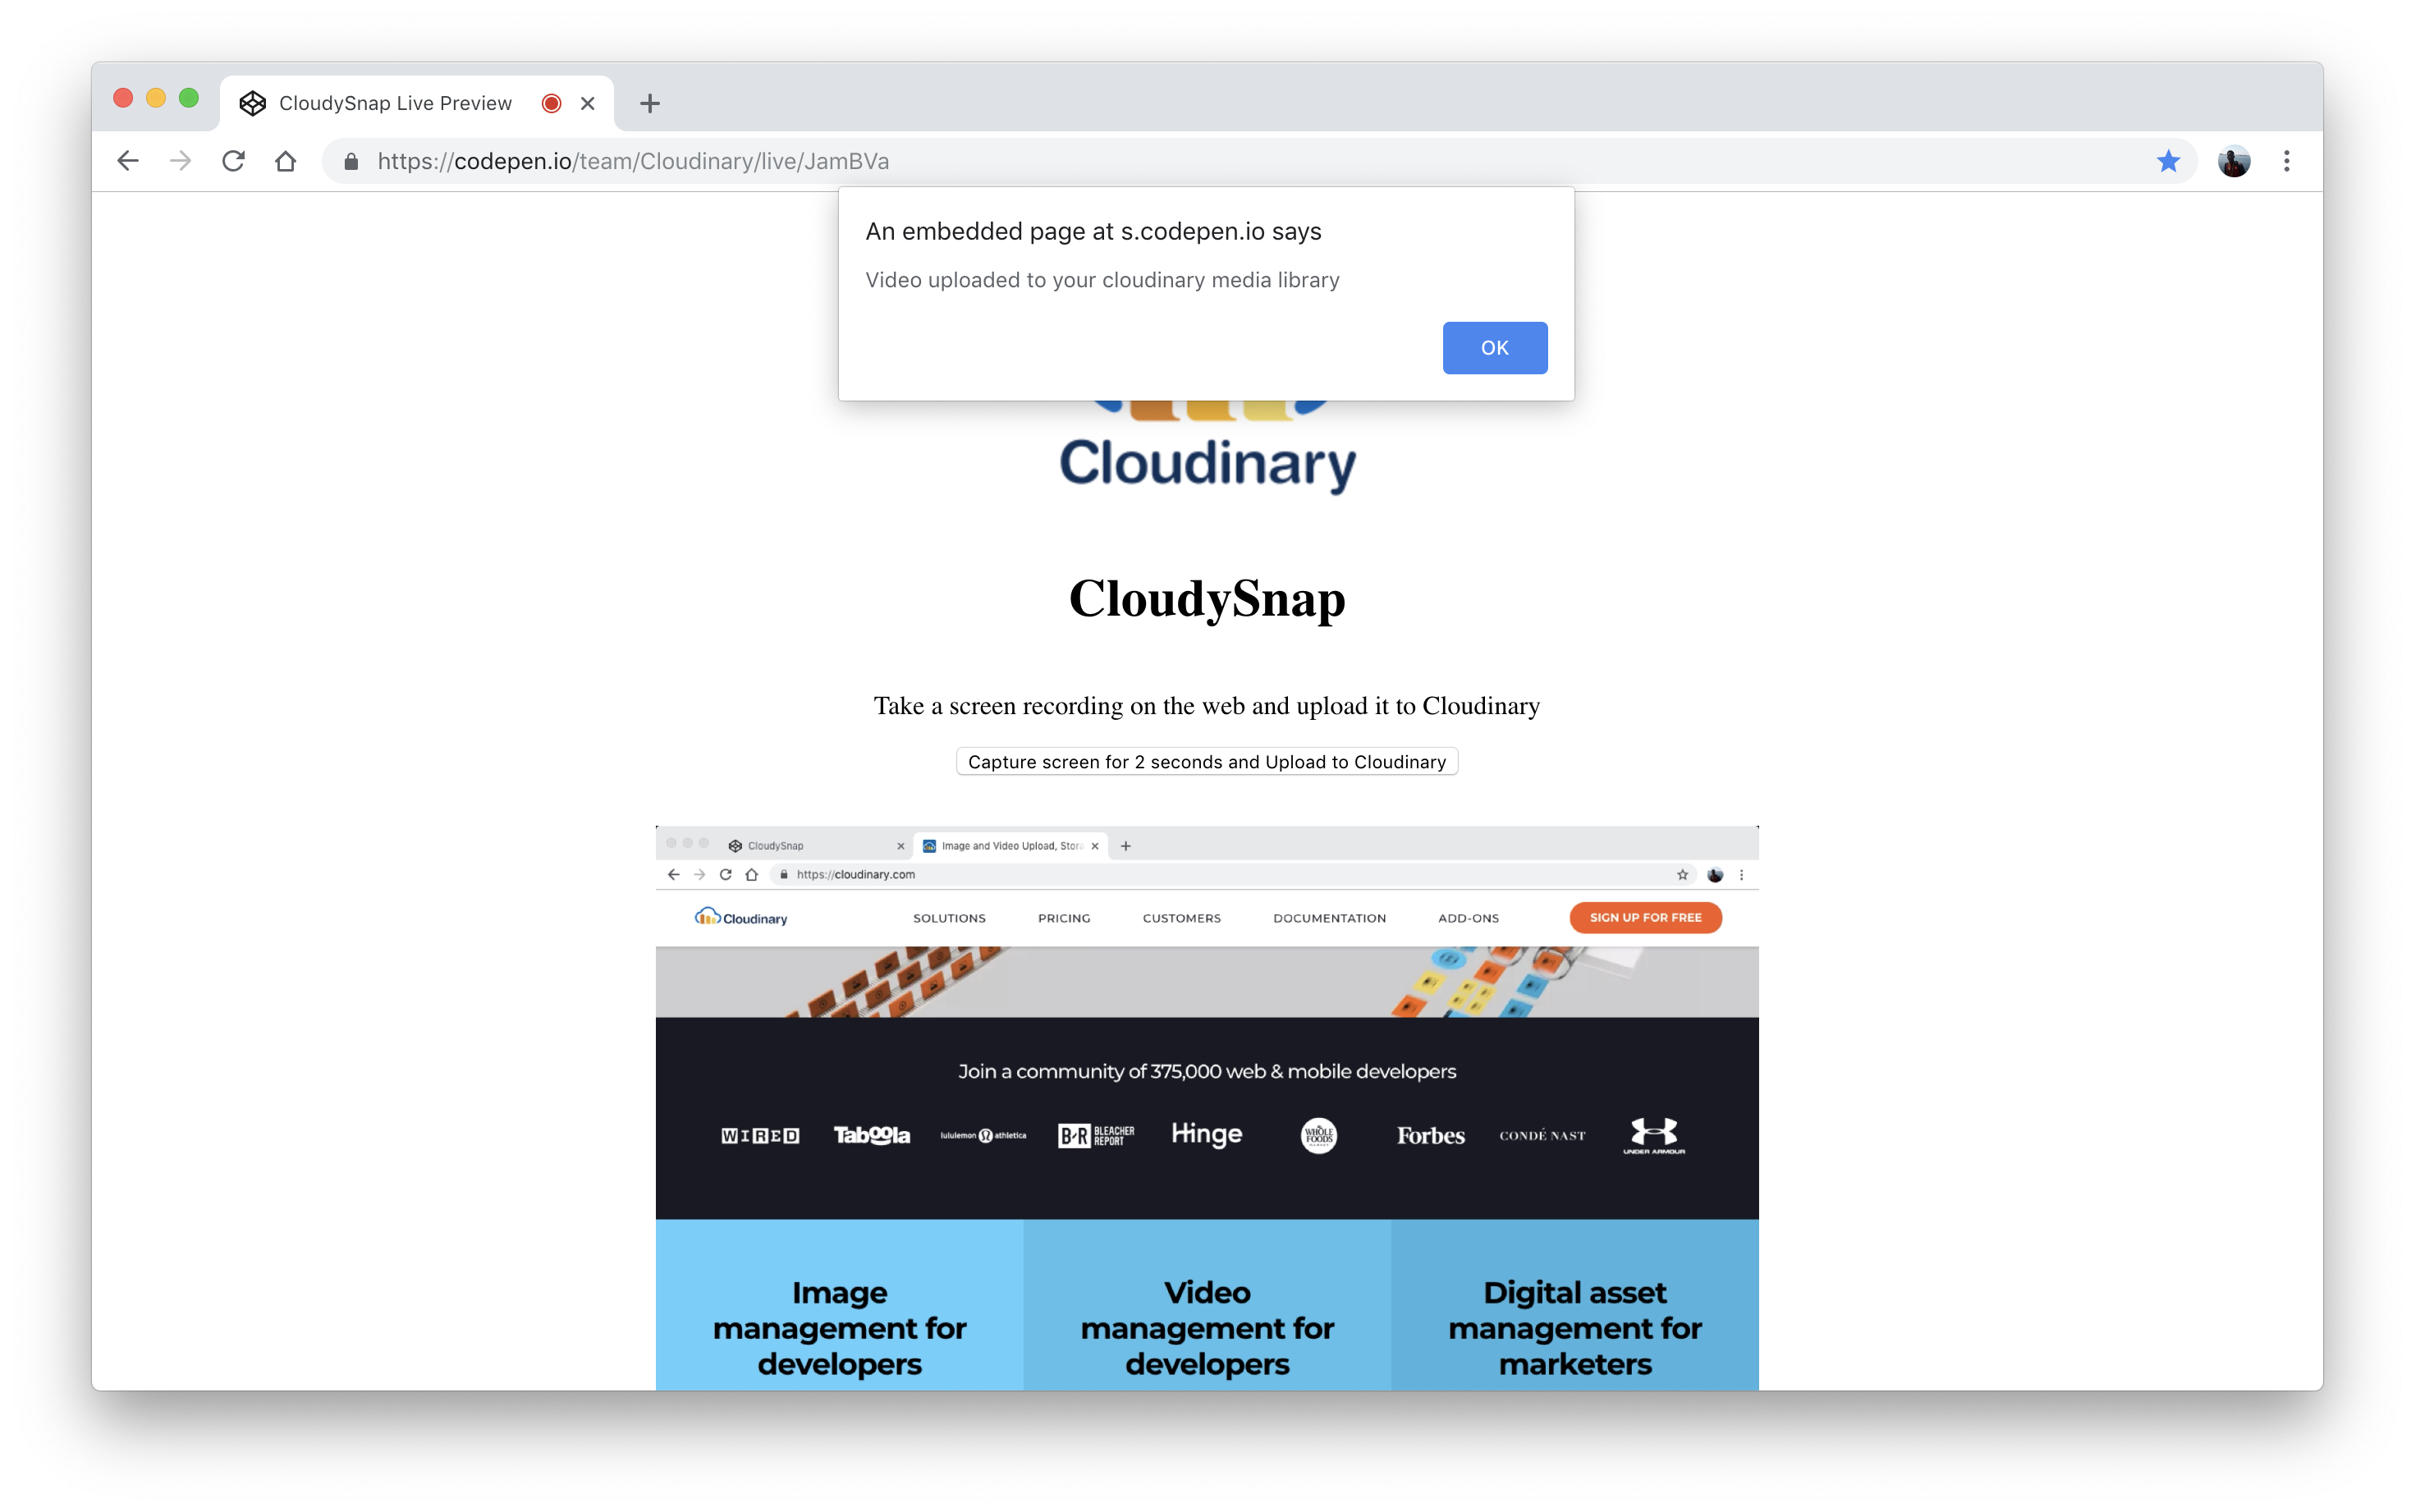 CloudySnap Live Preview
https://codepen.io/team/Cloudinary/live/JamBVa
An embedded page at s.codepen.io says
Video uploaded to your cloudinary media library
OK
Cloudinary
CloudySnap
Take a screen recording on the web and upload it to Cloudinary
Capture screen for 2 seconds and Upload to Cloudinary
CloudySnap
Image and Video Upload, Stora
https://cloudinary.com
Cloudinary
SOLUTIONS PRICING CUSTOMERS DOCUMENTATION ADD-ONS SIGN UP FOR FREE
Join a community of 375,000 web & mobile developers
WIRED Taboola lululemon athletica B/R BLEACHER REPORT Hinge WHOLE FOODS MARKET Forbes CONDÉ NAST UNDER ARMOUR
Image
management for
developers
Video
management for
developers
Digital asset
management for
marketers